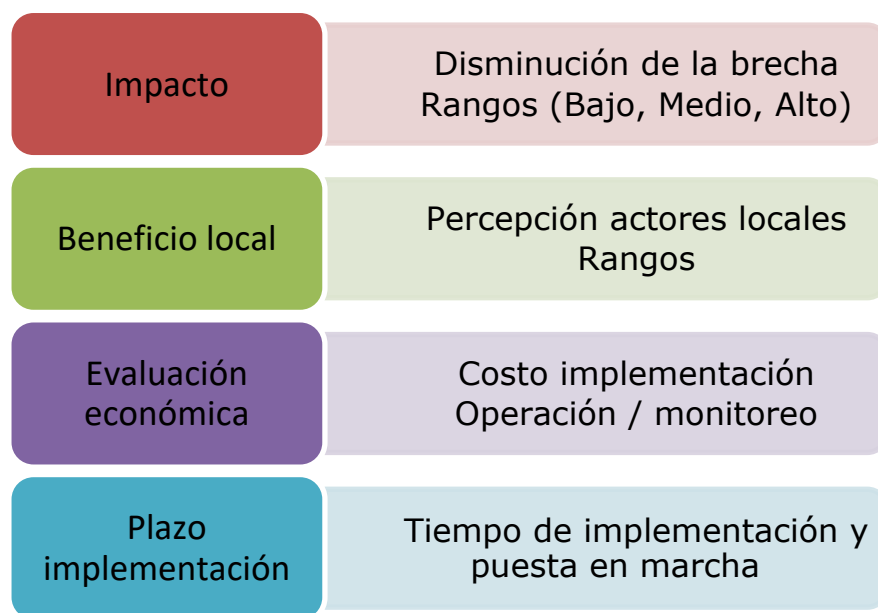 Impacto
Disminución de la brecha
Rangos (Bajo, Medio, Alto)
Beneficio local
Percepción actores locales
Rangos
Evaluación
económica
Costo implementación
Operación / monitoreo
Plazo
implementación
Tiempo de implementación y
puesta en marcha